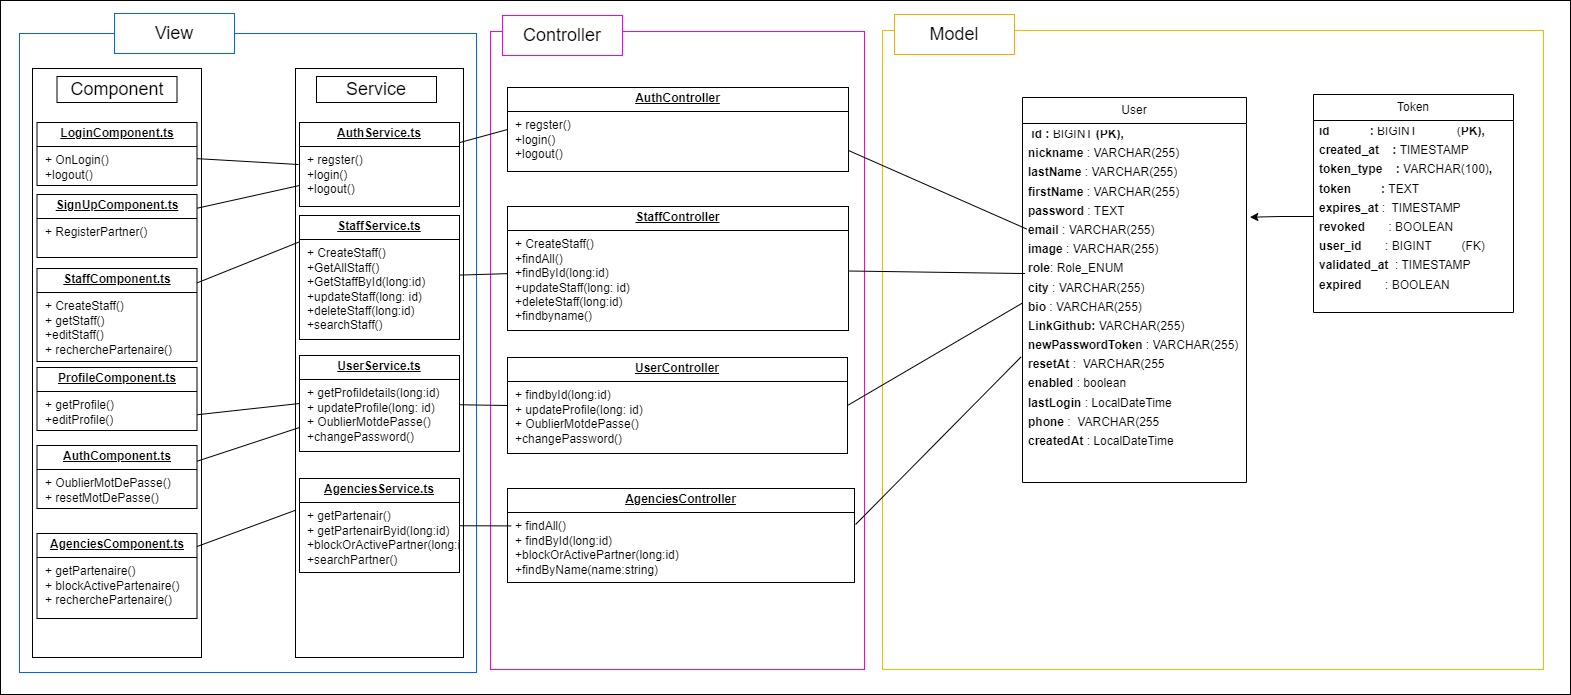 View
Component
LoginComponent.ts
+ OnLogin()
+logout()
SignUpComponent.ts
+ RegisterPartner()
StaffComponent.ts
+ CreateStaff()
+ getStaff()
+editStaff()
+ recherchePartenaire()
ProfileComponent.ts
+ getProfile()
+editProfile()
AuthComponent.ts
+ OublierMotDePasse()
+ resetMotDePasse()
AgenciesComponent.ts
+ getPartenaire()
+ blockActivePartenaire()
+ recherchePartenaire()
Service
AuthService.ts
+ regster()
+login()
+logout()
StaffService.ts
+ CreateStaff()
+GetAllStaff()
+GetStaffById(long:id)
+updateStaff(long: id)
+deleteStaff(long:id)
+searchStaff()
UserService.ts
+ getProfildetails(long:id)
+ updateProfile(long: id)
+ OublierMotdePasse()
+changePassword()
AgenciesService.ts
+ getPartenair()
+ getPartenairByid(long:id)
+blockOrActivePartner(long:i
+searchPartner()
Controller
AuthController
+ regster()
+login()
+logout()
StaffController
+ CreateStaff()
+findAll()
+findById(long:id)
+updateStaff(long: id)
+deleteStaff(long:id)
+findbyname()
UserController
+ findbyId(long:id)
+ updateProfile(long: id)
+ OublierMotdePasse()
+changePassword()
AgenciesController
+ findAll()
+ findById(long:id)
+blockOrActivePartner(long:id)
+findByName(name:string)
Model
User
id : BIGINT (PK),
nickname : VARCHAR(255)
lastName : VARCHAR(255)
firstName : VARCHAR(255)
password : TEXT
email : VARCHAR(255)
image : VARCHAR(255)
role: Role_ENUM
city : VARCHAR(255)
bio : VARCHAR(255)
LinkGithub: VARCHAR(255)
newPasswordToken : VARCHAR(255)
resetAt : VARCHAR(255
enabled : boolean
lastLogin : LocalDateTime
phone : VARCHAR(255
createdAt : LocalDateTime
Token
id : BIGINT (PK),
created_at : TIMESTAMP
token_type : VARCHAR(100),
token : TEXT
expires_at : TIMESTAMP
revoked : BOOLEAN
user_id : BIGINT (FK)
validated_at : TIMESTAMP
expired : BOOLEAN